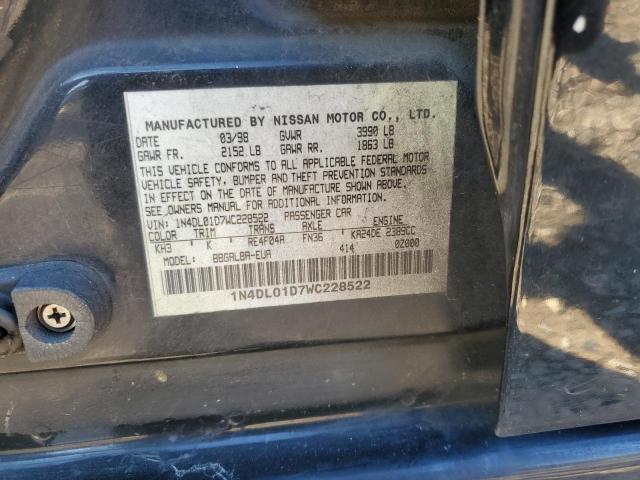 MANUFACTURED BY NISSAN MOTOR CO., LTD.
DATE 03/98 GVWR 3990 LB
GAWR FR. 2152 LB GAWR RR. 1863 LB
THIS VEHICLE CONFORMS TO ALL APPLICABLE FEDERAL MOTOR
VEHICLE SAFETY, BUMPER AND THEFT PREVENTION STANDARDS IN
EFFECT ON THE DATE OF MANUFACTURE SHOWN ABOVE.
SEE OWNERS MANUAL FOR ADDITIONAL INFORMATION.
VIN: 1N4DL01D7WC228522 PASSENGER CAR
COLOR TRIM TRANS AXLE ENGINE
KH3 K RE4F04A FN36 KA24DE 2389CC
MODEL: BBGALBA-EUA 414 02000
1N4DL01D7WC228522